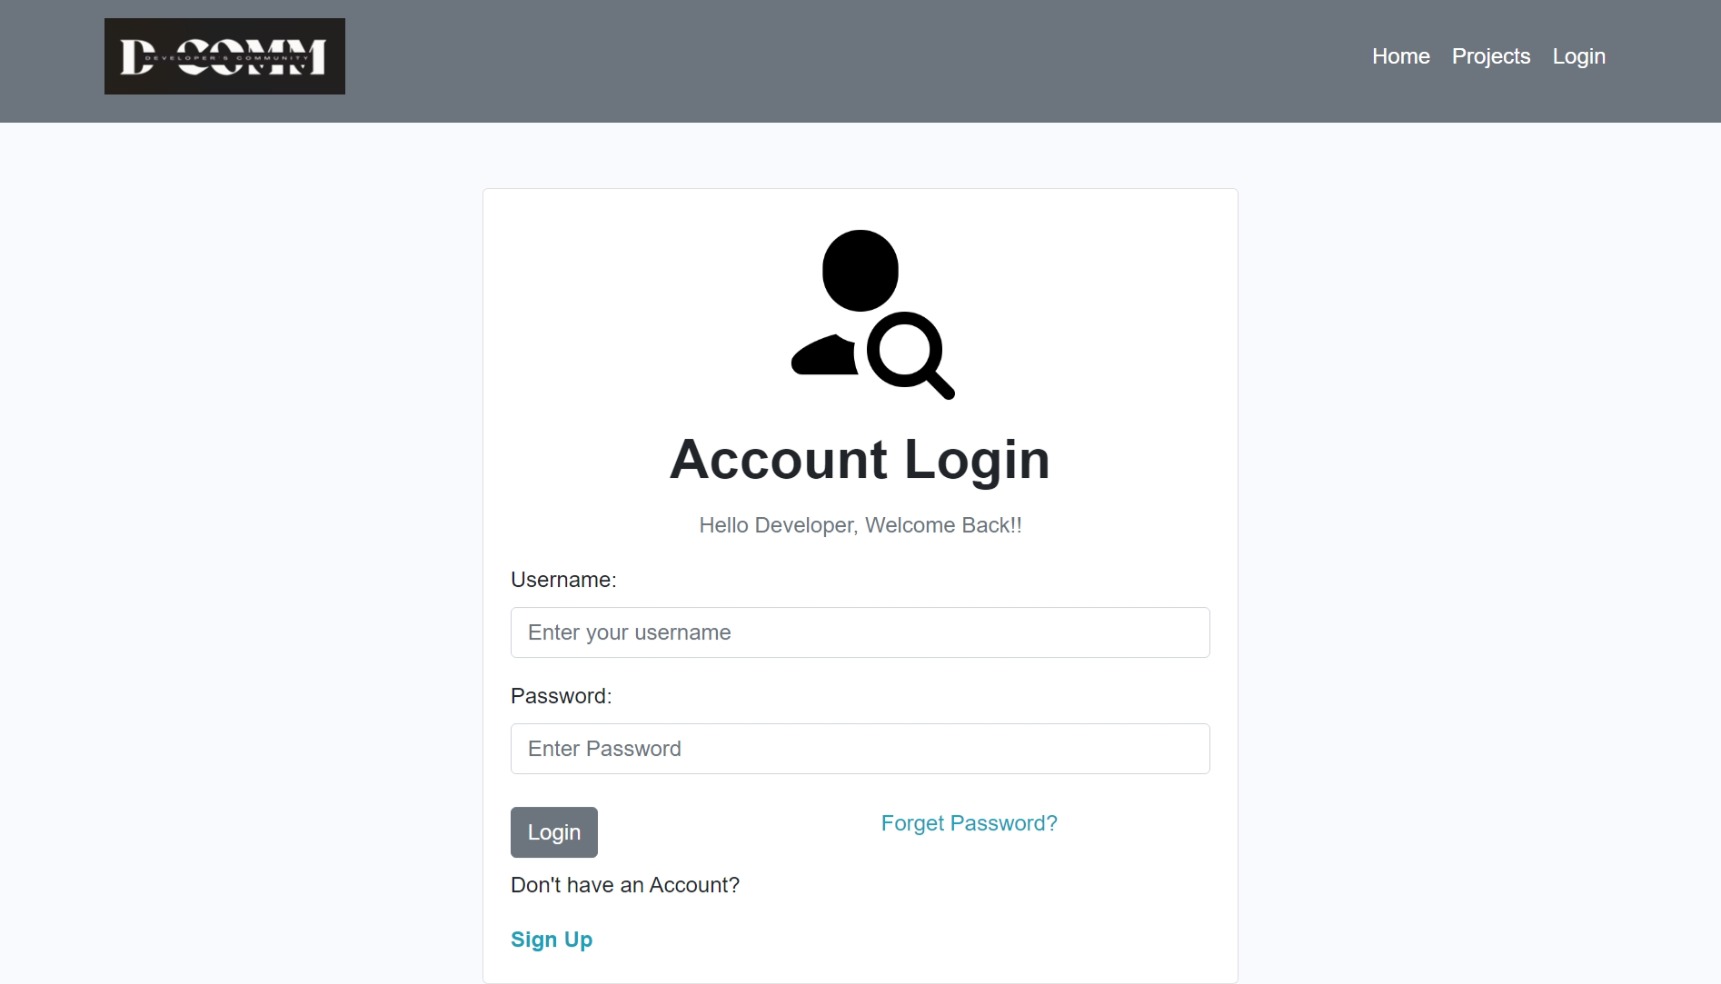 D-COMM
DEVELOPER'S COMMUNITY
Home Projects Login
Account Login
Hello Developer, Welcome Back!!
Username:
Enter your username
Password:
Enter Password
Login
Forget Password?
Don't have an Account?
Sign Up